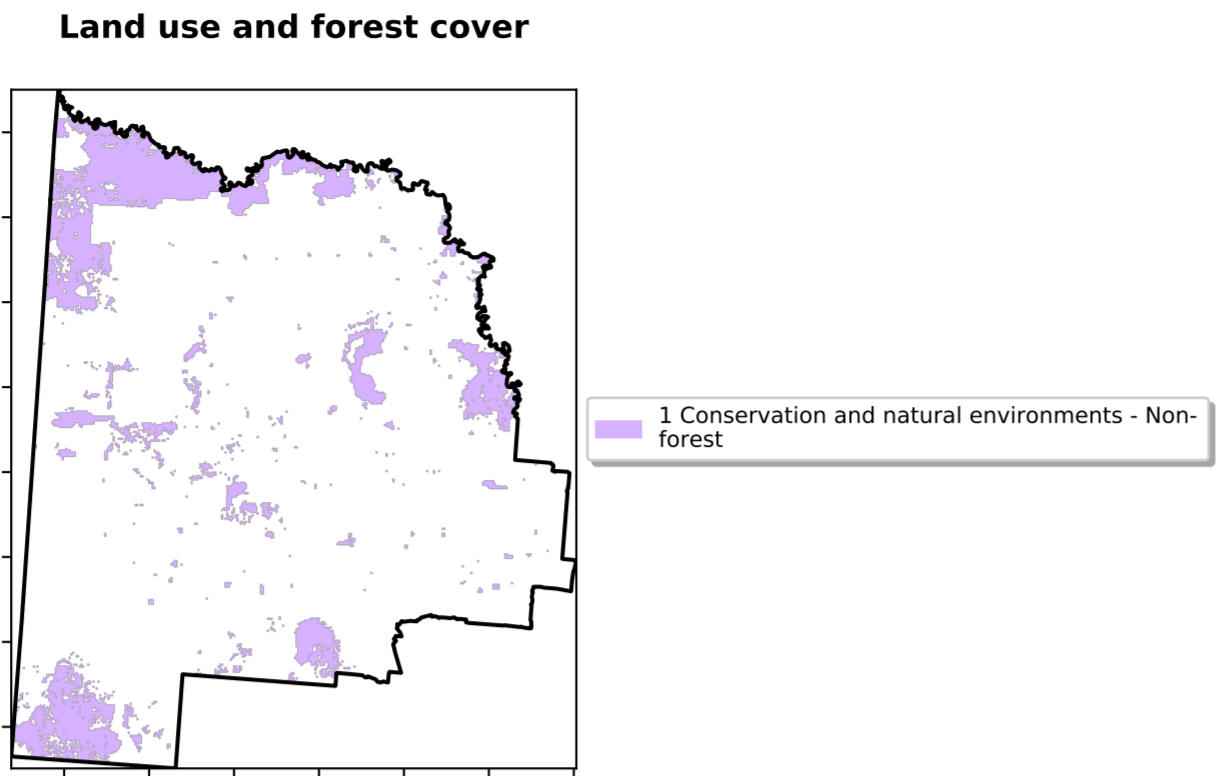 Land use and forest cover
1 Conservation and natural environments - Non-
forest